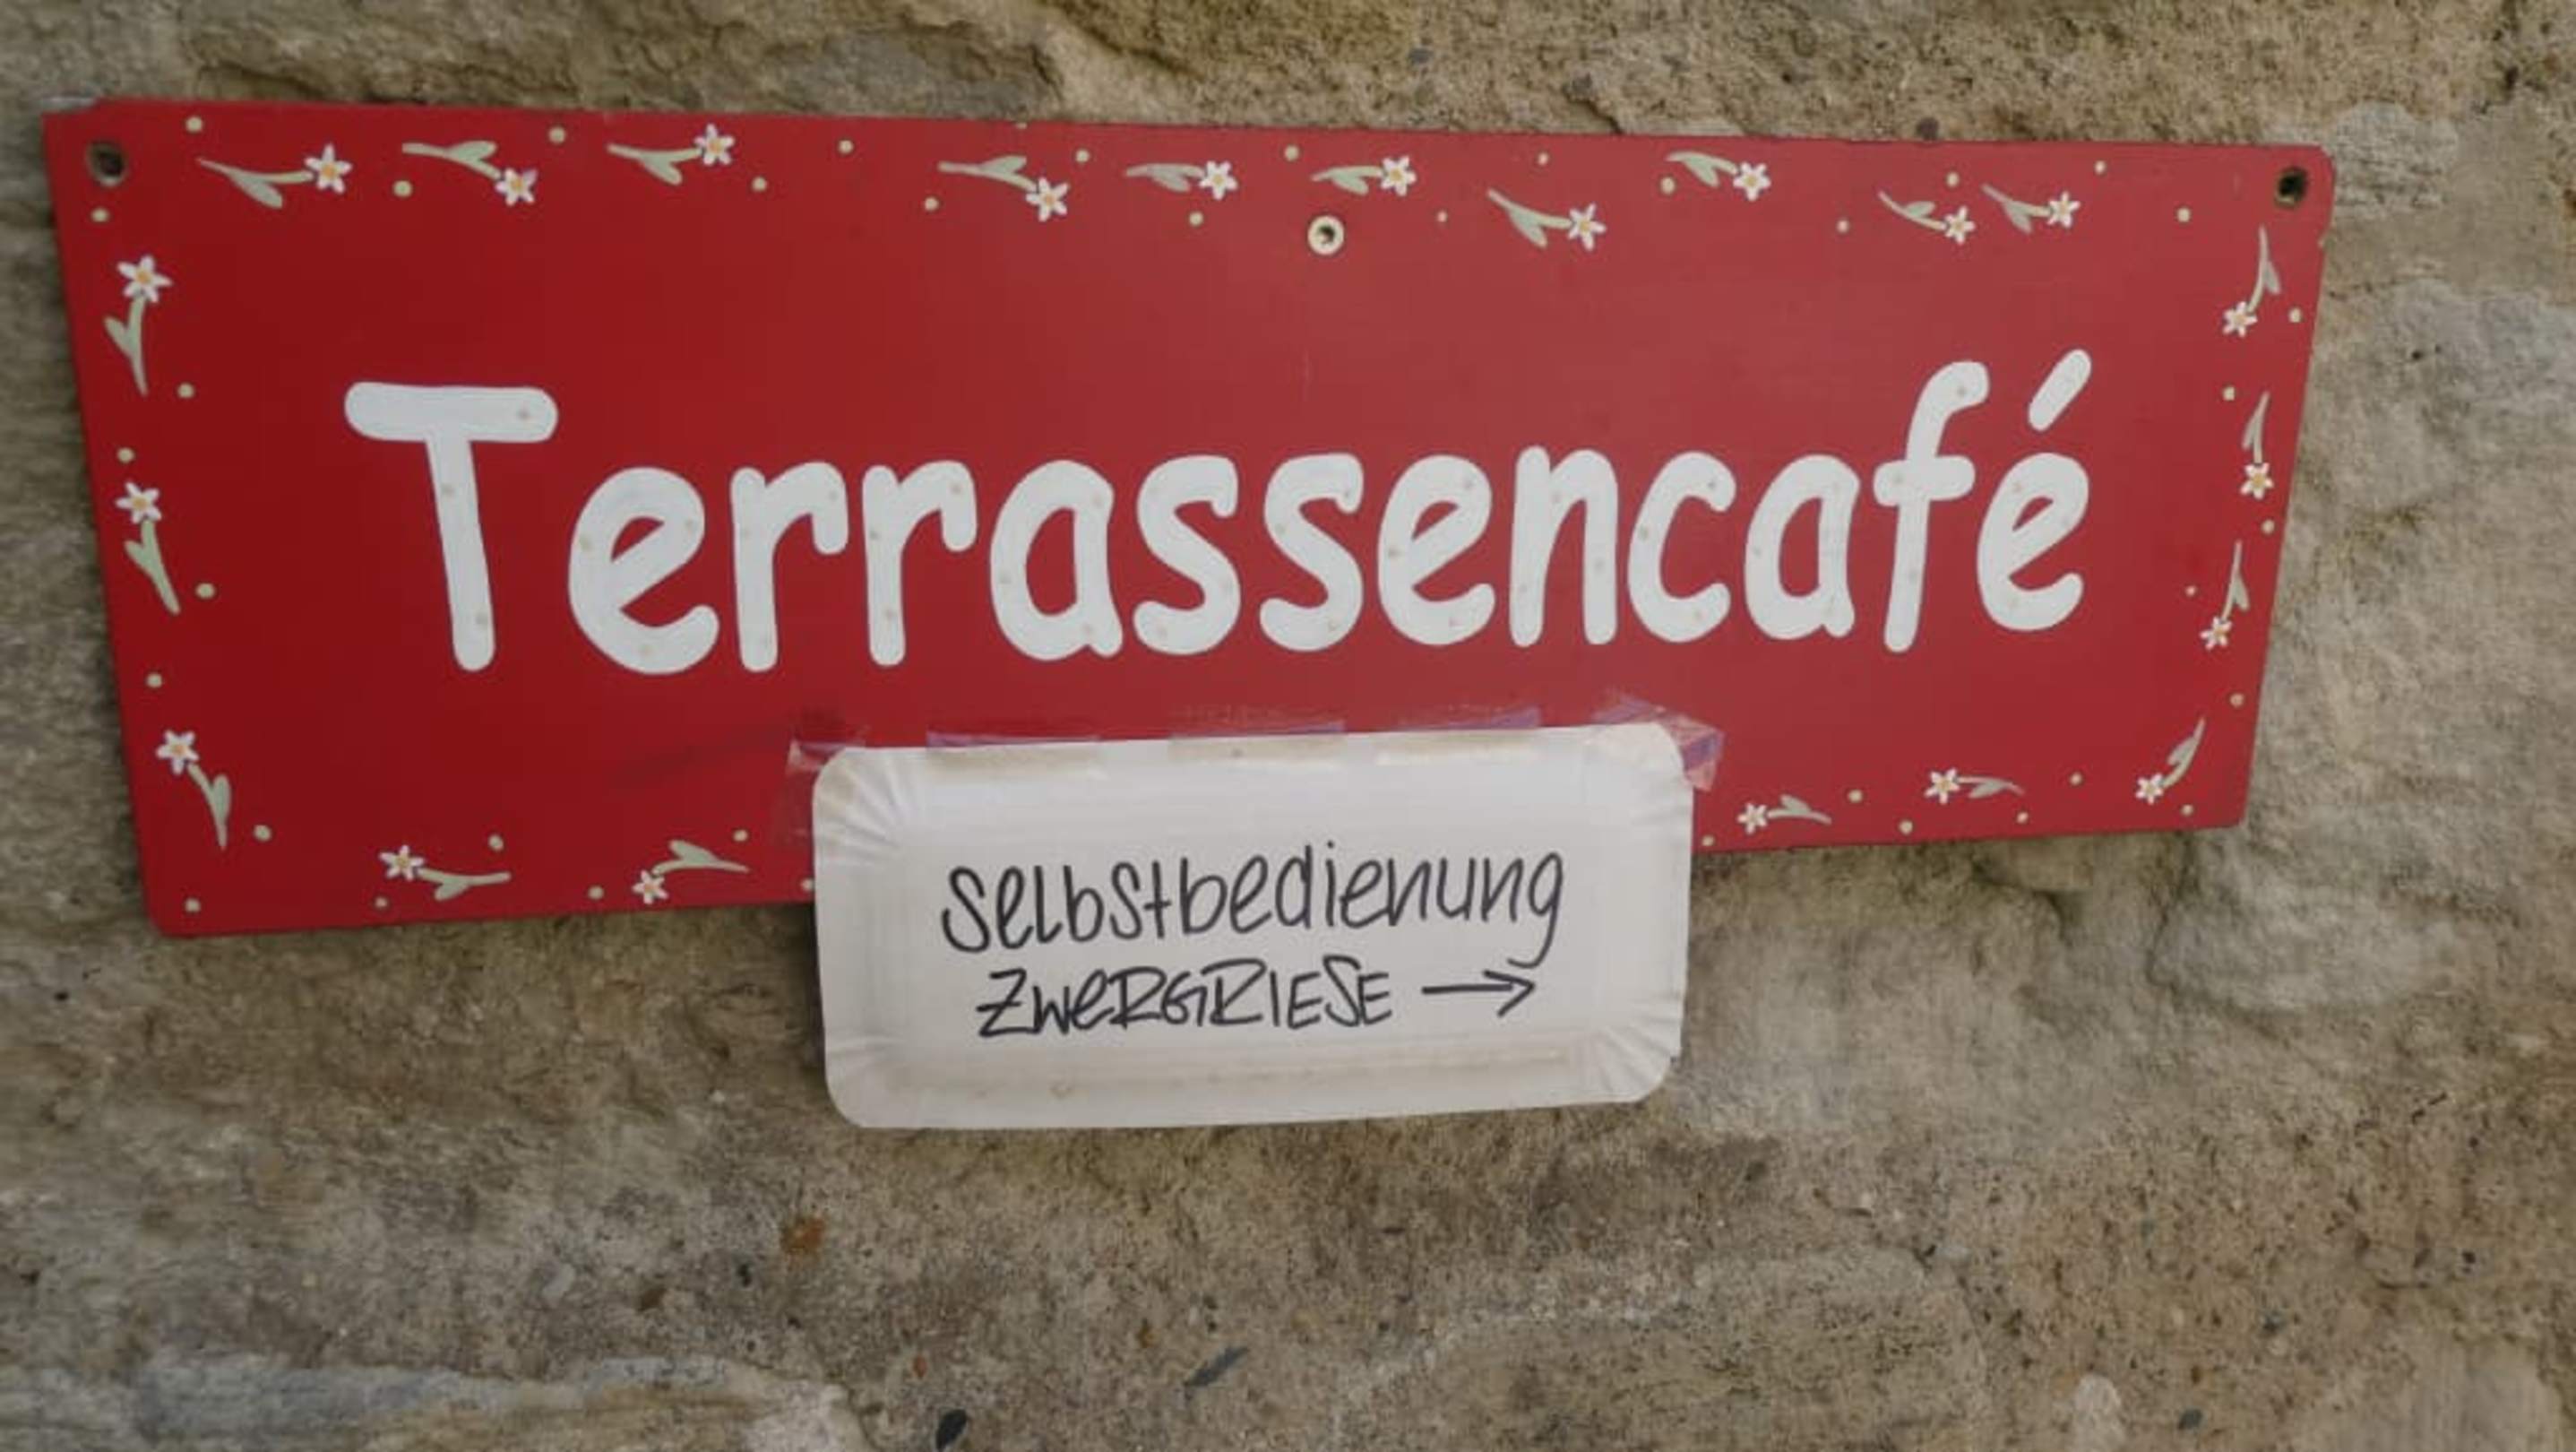 Terrassencafé
Selbstbedienung
ZWERGRIESE →